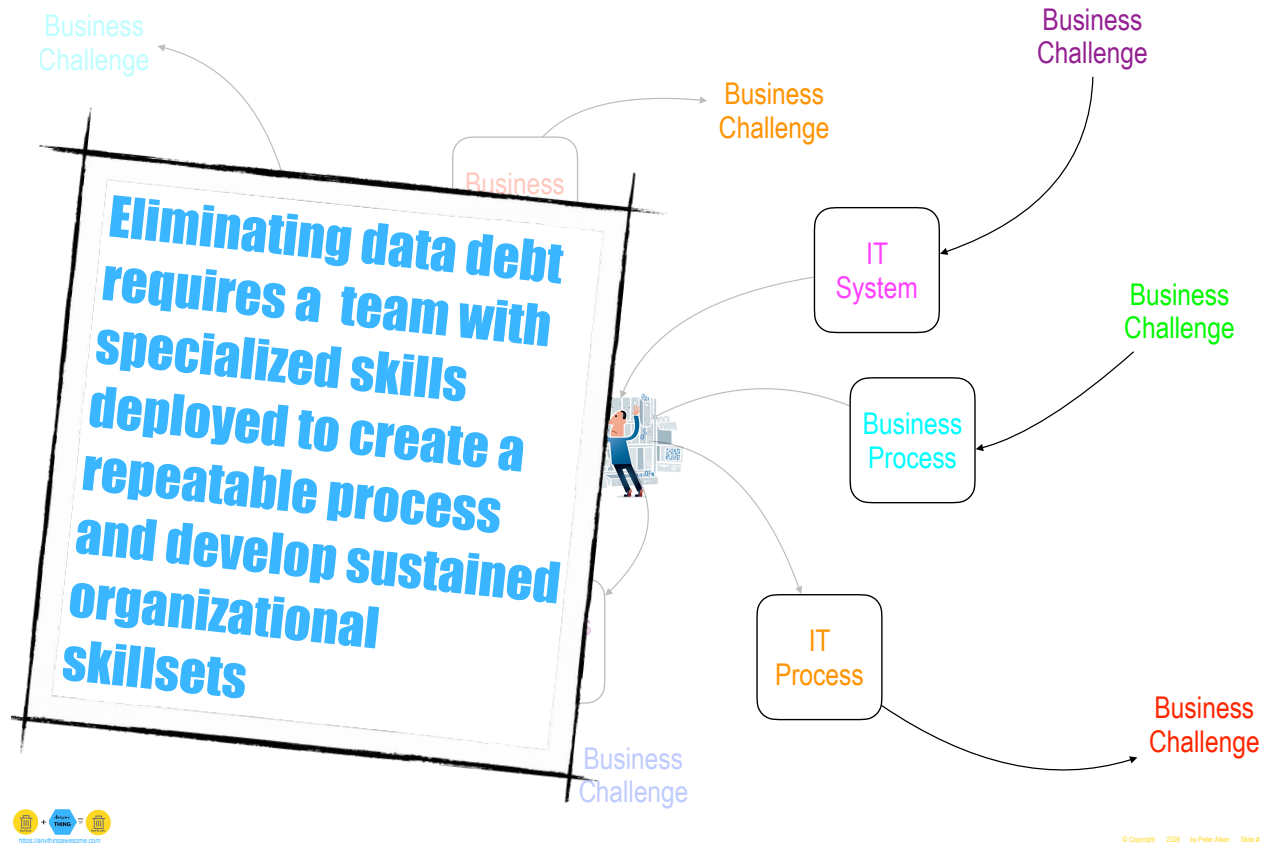 Business
Challenge
Business
Challenge
Business
Challenge
Business
IT
System
Business
Challenge
Eliminating data debt
requires a  team with
specialized skills
deployed to create a
repeatable process
and develop sustained
organizational
skillsets
Business
Process
IT
Process
Business
Challenge
Business
Challenge
THING
https://anythingawesome.com
© Copyright 2026 by Peter Aiken Slide #